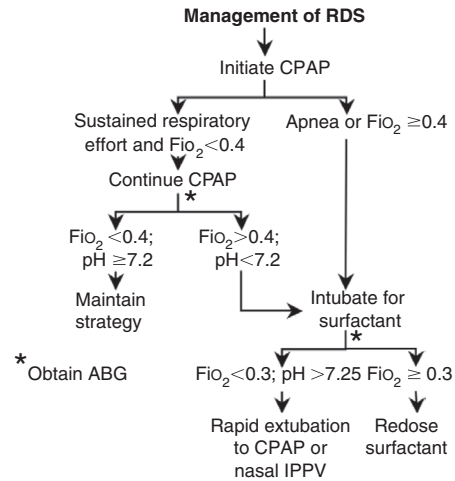 Management of RDS
Initiate CPAP
Sustained respiratory
effort and Fio₂<0.4
Apnea or Fio₂ ≥0.4
Continue CPAP
*
Fio₂ <0.4;
pH ≥7.2
Fio₂>0.4;
pH<7.2
Maintain
strategy
Intubate for
surfactant
*
*Obtain ABG
Fio₂<0.3; pH >7.25
Fio₂ ≥ 0.3
Rapid extubation
to CPAP or
nasal IPPV
Redose
surfactant